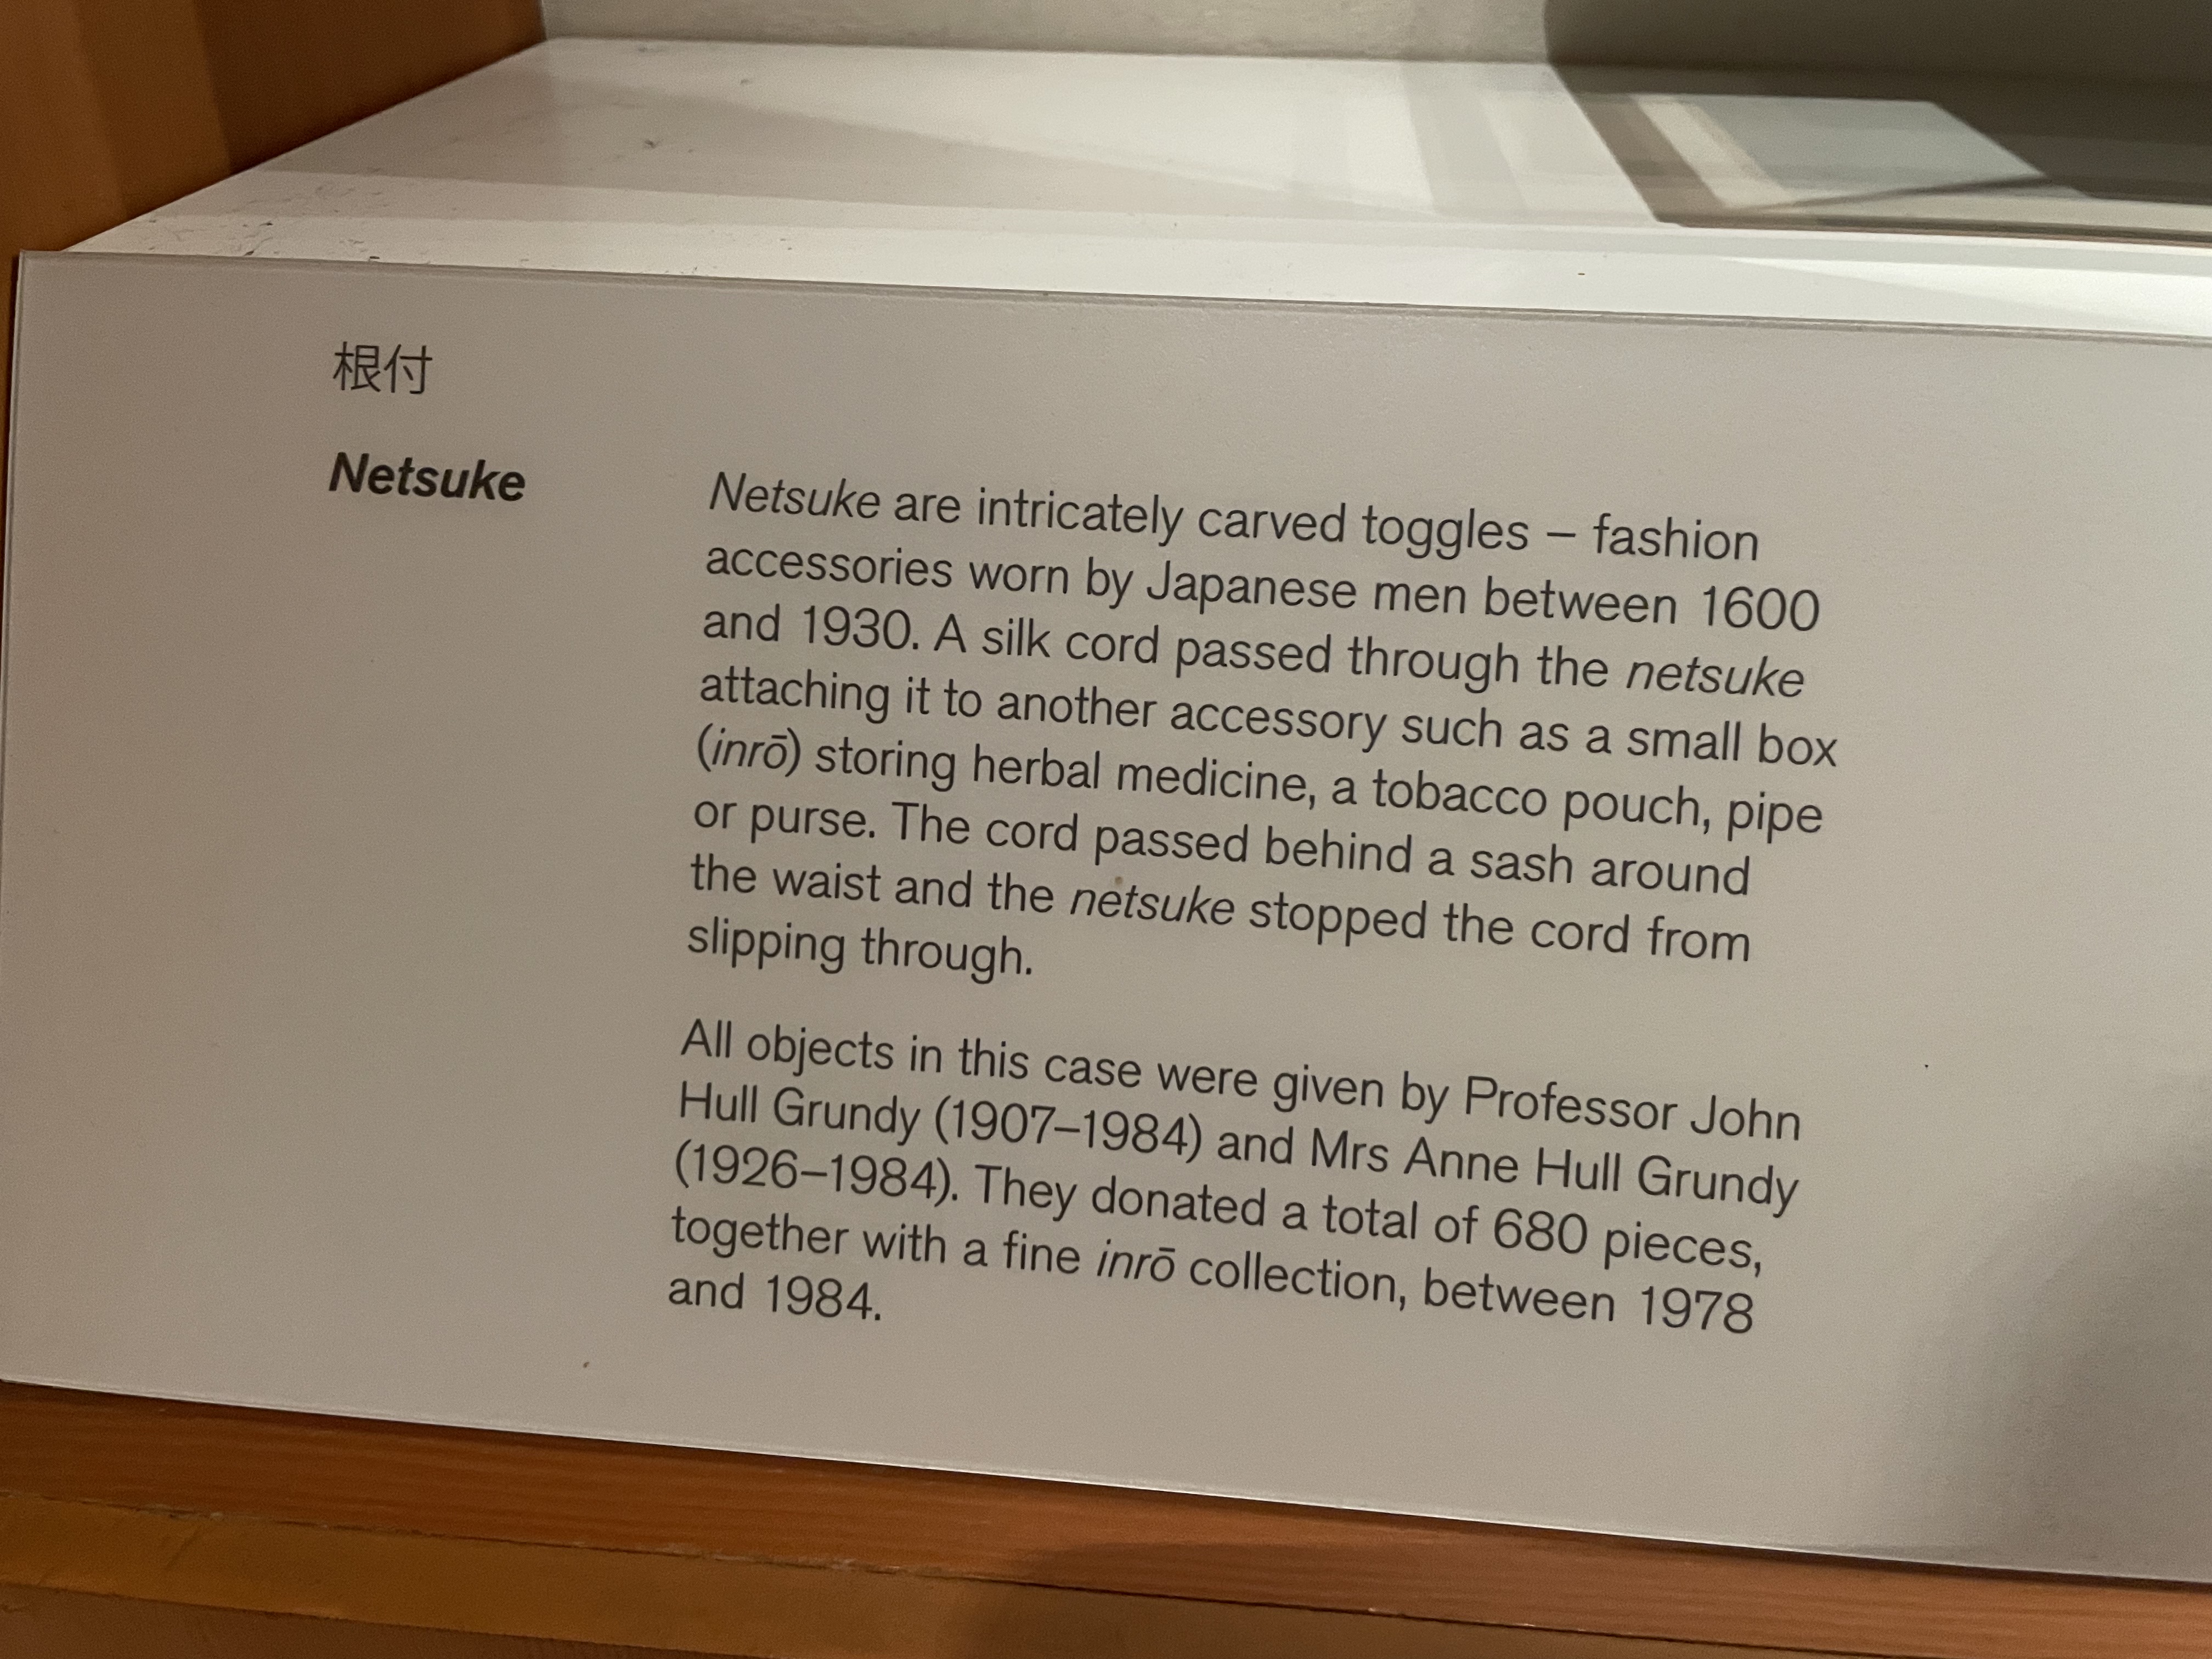 根付
Netsuke
Netsuke are intricately carved toggles – fashion
accessories worn by Japanese men between 1600
and 1930. A silk cord passed through the netsuke
attaching it to another accessory such as a small box
(inrō) storing herbal medicine, a tobacco pouch, pipe
or purse. The cord passed behind a sash around
the waist and the netsuke stopped the cord from
slipping through.
All objects in this case were given by Professor John
Hull Grundy (1907–1984) and Mrs Anne Hull Grundy
(1926–1984). They donated a total of 680 pieces,
together with a fine inrō collection, between 1978
and 1984.